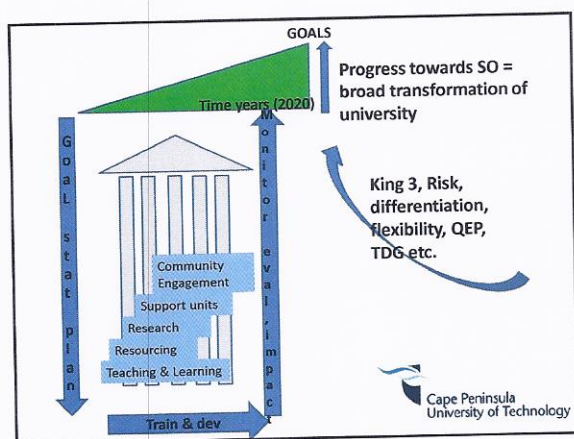 GOALS
Time years (2020)
Progress towards SO =
broad transformation of
university
GoaL stat plan
Monitor eval,impact
King 3, Risk,
differentiation,
flexibility, QEP,
TDG etc.
Community
Engagement
Support units
Research
Resourcing
Teaching & Learning
Train & dev
Cape Peninsula
University of Technology